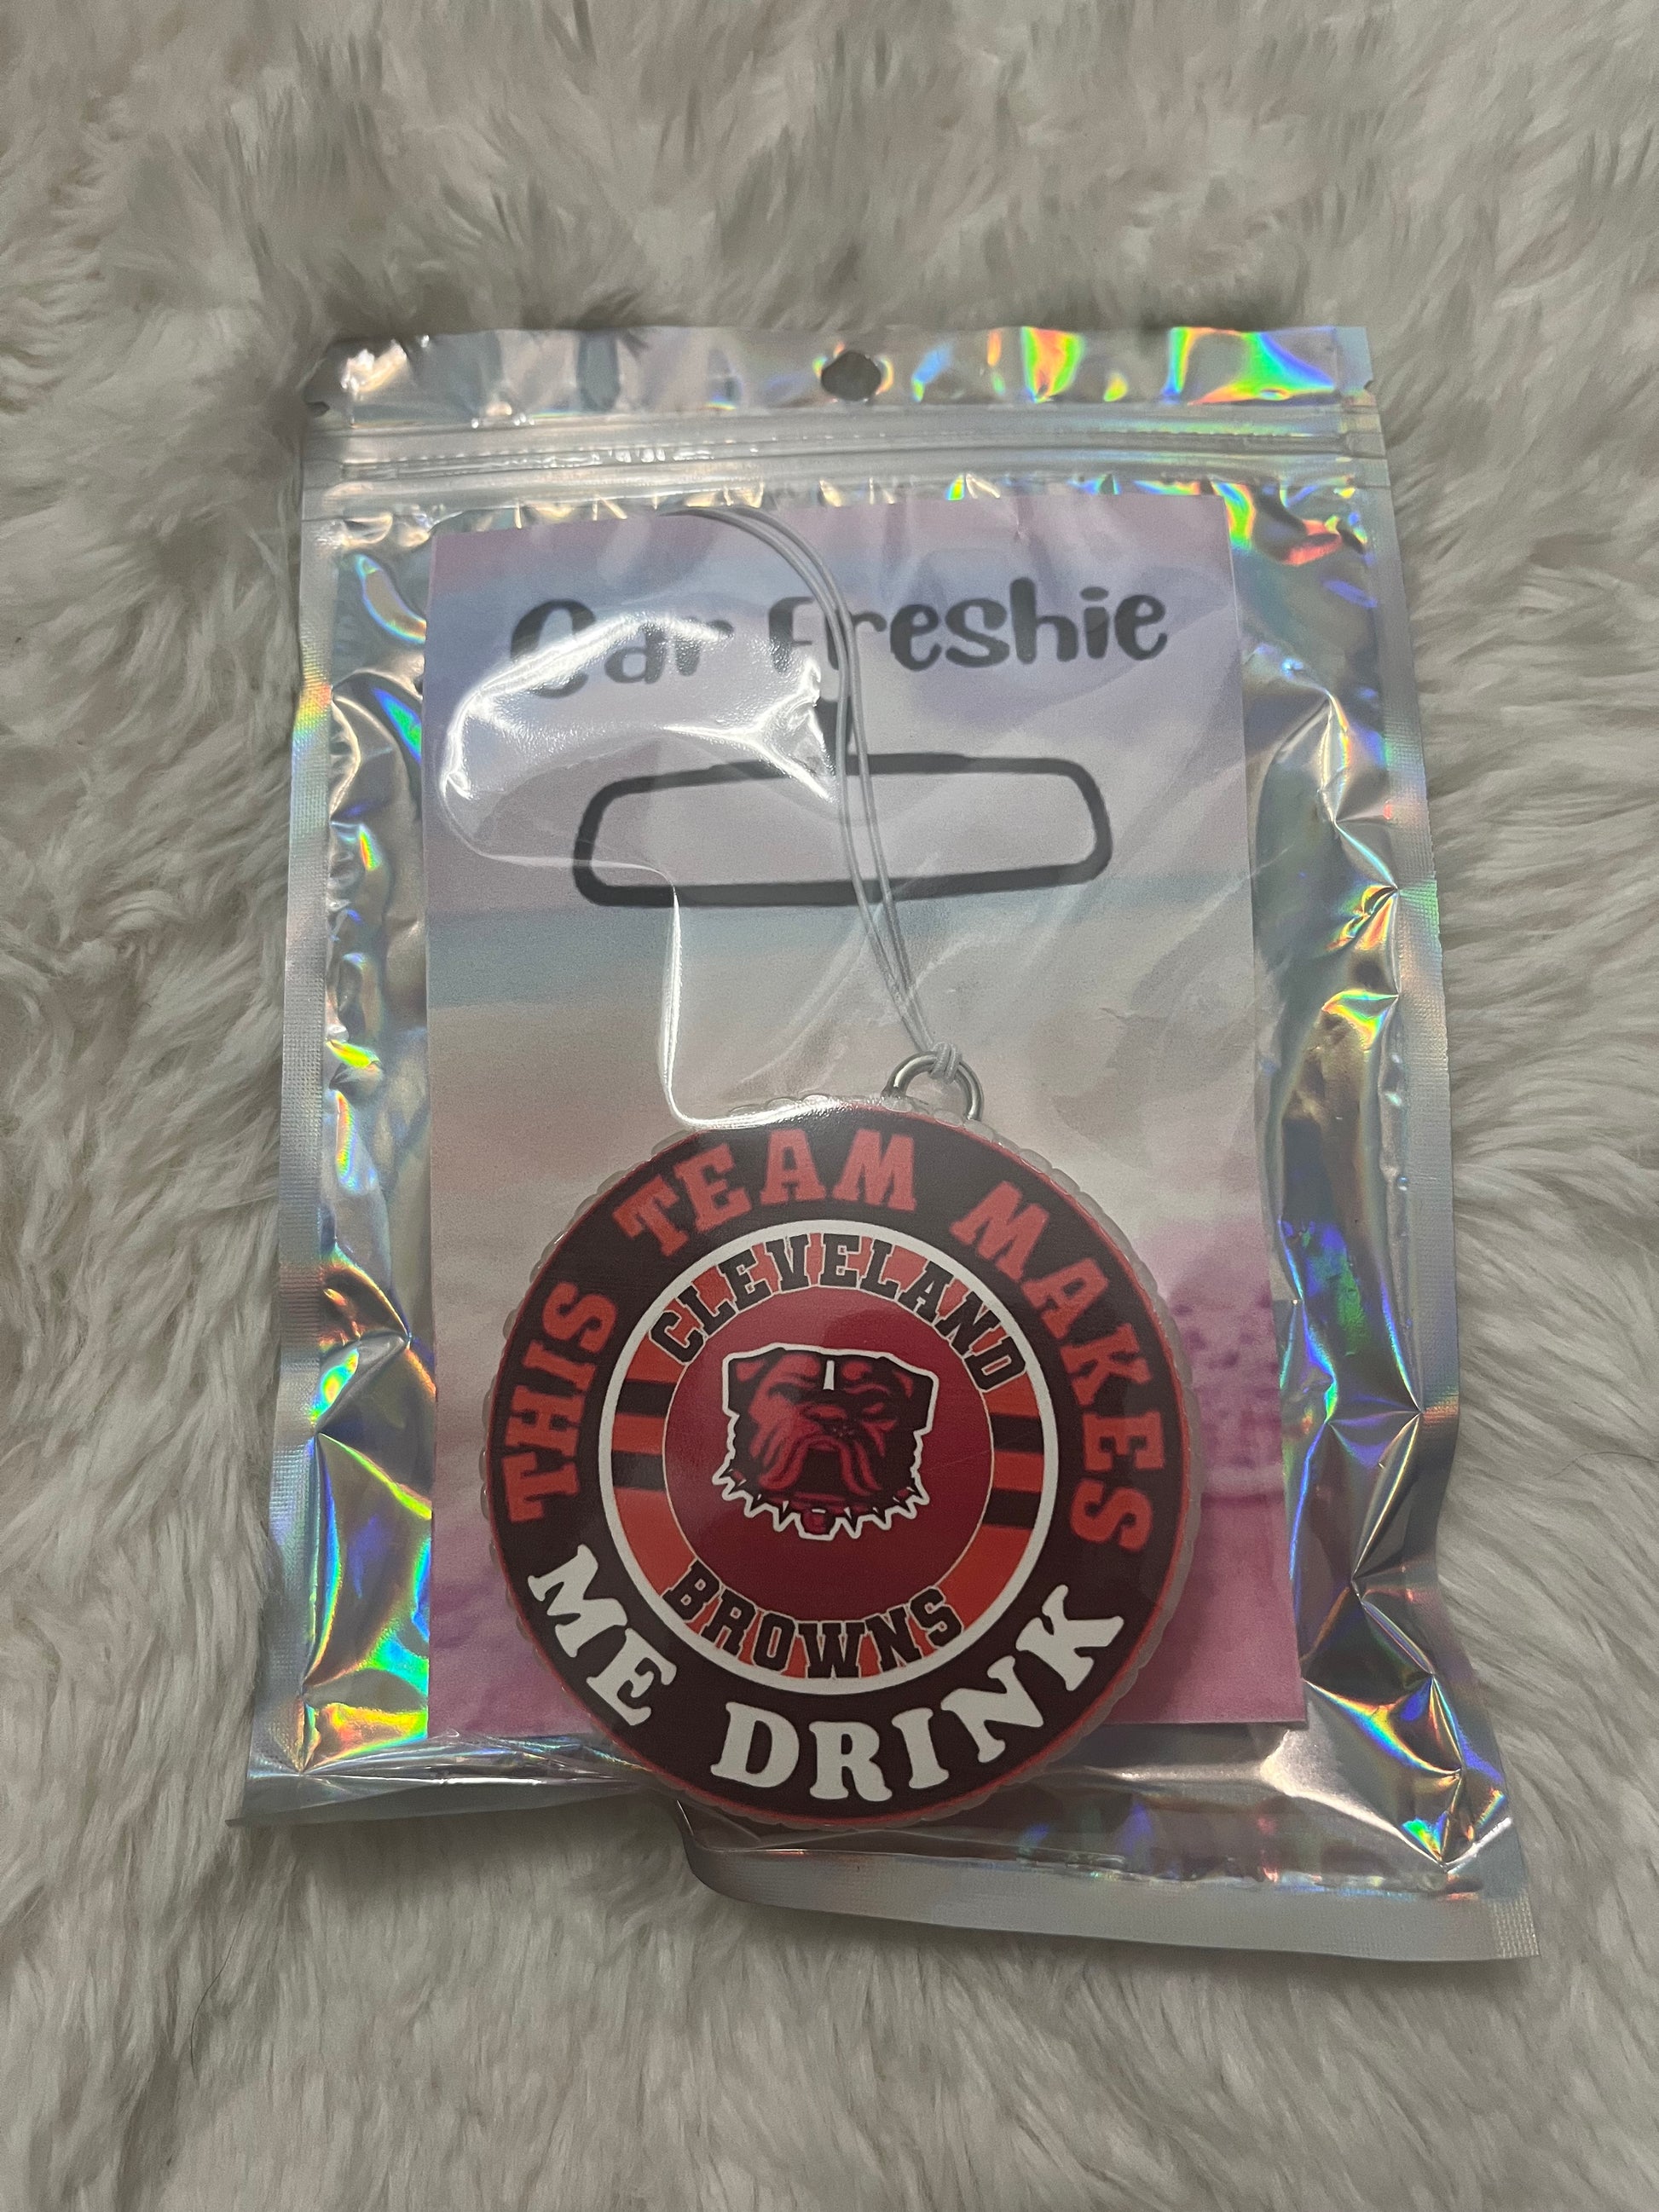 Car Freshie
THIS TEAM MAKES
ME DRINK
CLEVELAND
BROWNS